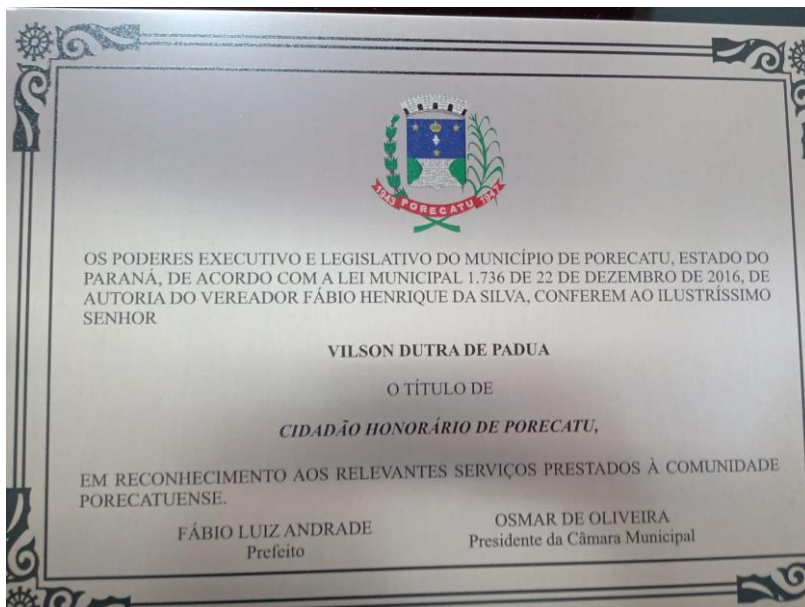 1943 PORECATU 1947
OS PODERES EXECUTIVO E LEGISLATIVO DO MUNICÍPIO DE PORECATU, ESTADO DO
PARANÁ, DE ACORDO COM A LEI MUNICIPAL 1.736 DE 22 DE DEZEMBRO DE 2016, DE
AUTORIA DO VEREADOR FÁBIO HENRIQUE DA SILVA, CONFEREM AO ILUSTRÍSSIMO
SENHOR
VILSON DUTRA DE PADUA
O TÍTULO DE
CIDADÃO HONORÁRIO DE PORECATU,
EM RECONHECIMENTO AOS RELEVANTES SERVIÇOS PRESTADOS À COMUNIDADE
PORECATUENSE.
FÁBIO LUIZ ANDRADE OSMAR DE OLIVEIRA
Prefeito Presidente da Câmara Municipal